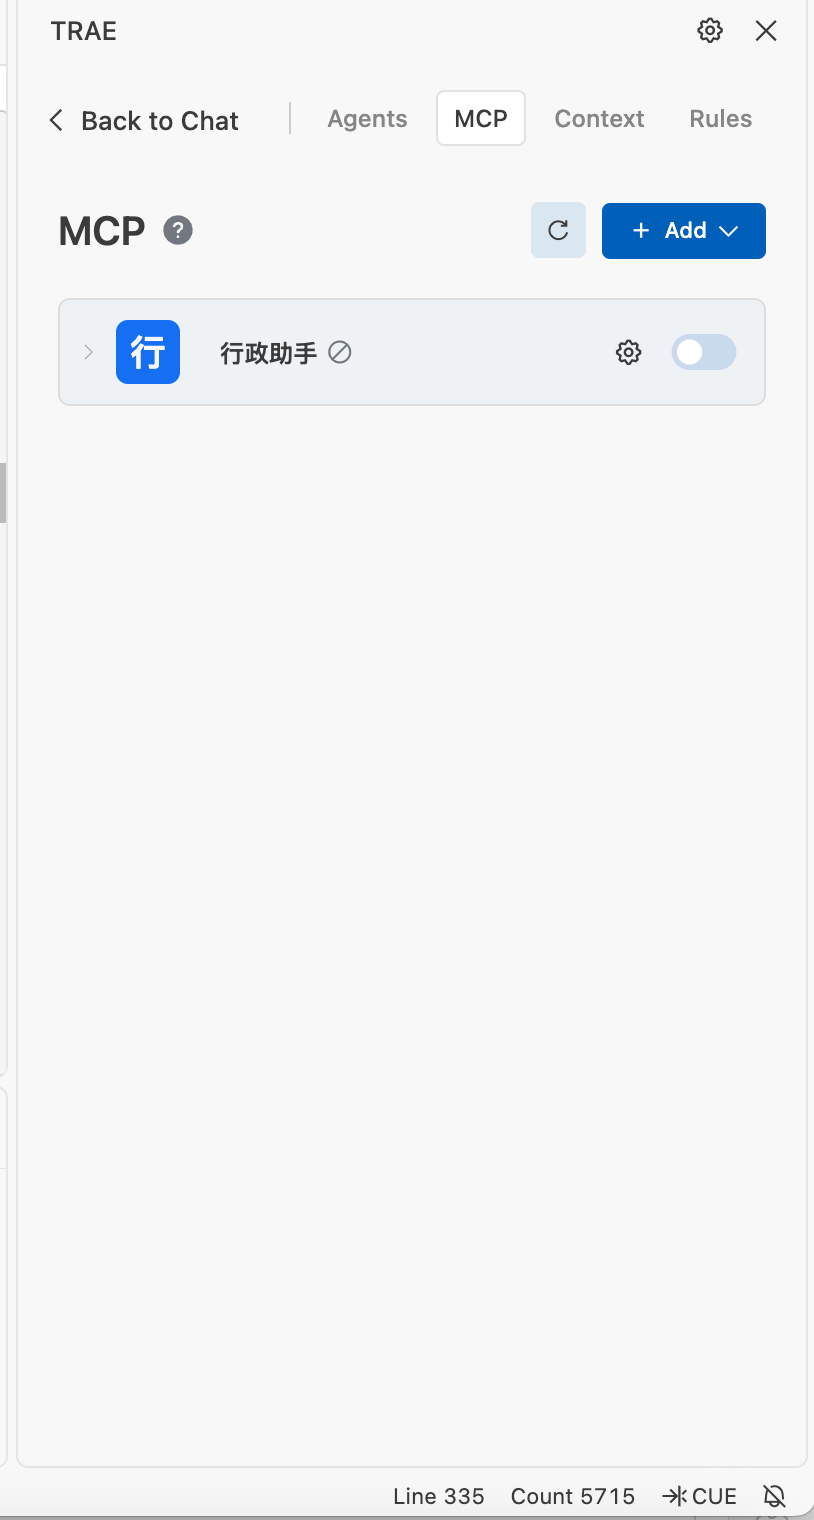 TRAE
Back to Chat
Agents
MCP
Context
Rules
MCP ?
+ Add
行
行政助手
Line 335 Count 5715 CUE